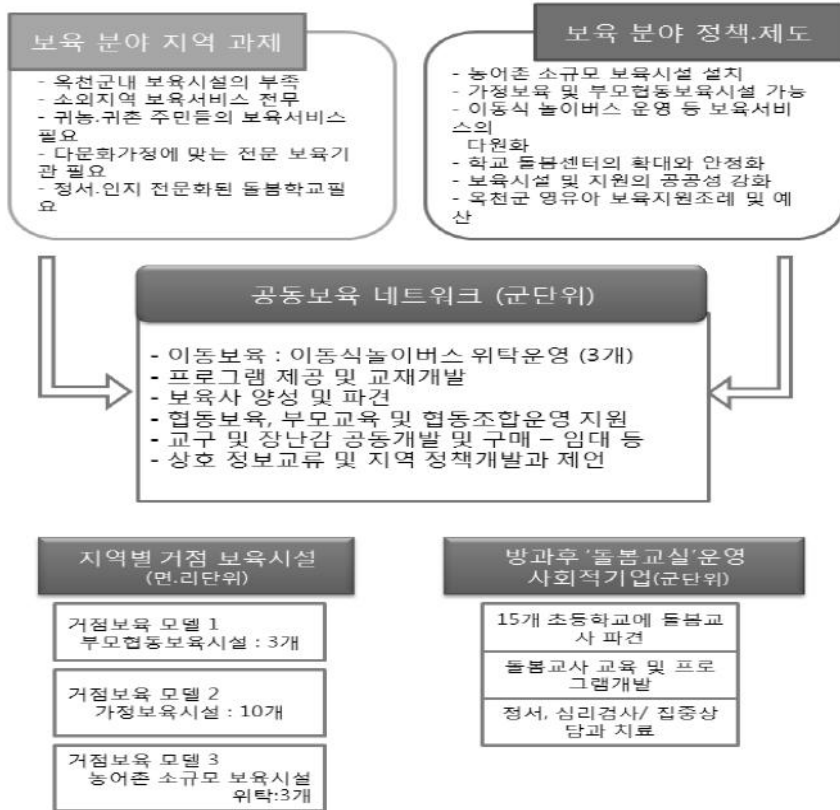 보육 분야 지역 과제
- 옥천군내 보육시설의 부족
- 소외지역 보육서비스 전무
- 귀농.귀촌 주민들의 보육서비스
필요
- 다문화가정에 맞는 전문 보육기
관 필요
- 정서.인지 전문화된 돌봄학교필
요
보육 분야 정책.제도
- 농어촌 소규모 보육시설 설치
- 가정보육 및 부모협동보육시설 가능
- 이동식 놀이버스 운영 등 보육서비
스의
다원화
- 학교 돌봄센터의 확대와 안정화
- 보육시설 및 지원의 공공성 강화
- 옥천군 영유아 보육지원조례 및 예
산
공동보육 네트워크 (군단위)
- 이동보육 : 이동식놀이버스 위탁운영 (3개)
- 프로그램 제공 및 교재개발
- 보육사 양성 및 파견
- 협동보육, 부모교육 및 협동조합운영 지원
- 교구 및 장난감 공동개발 및 구매 – 임대 등
- 상호 정보교류 및 지역 정책개발과 제언
지역별 거점 보육시설
(면.리단위)
거점보육 모델 1
부모협동보육시설 : 3개
거점보육 모델 2
가정보육시설 : 10개
거점보육 모델 3
농어촌 소규모 보육시설
위탁:3개
방과후 ‘돌봄교실’운영
사회적기업(군단위)
15개 초등학교에 돌봄교
사 파견
돌봄교사 교육 및 프로
그램개발
정서, 심리검사/ 집중상
담과 치료